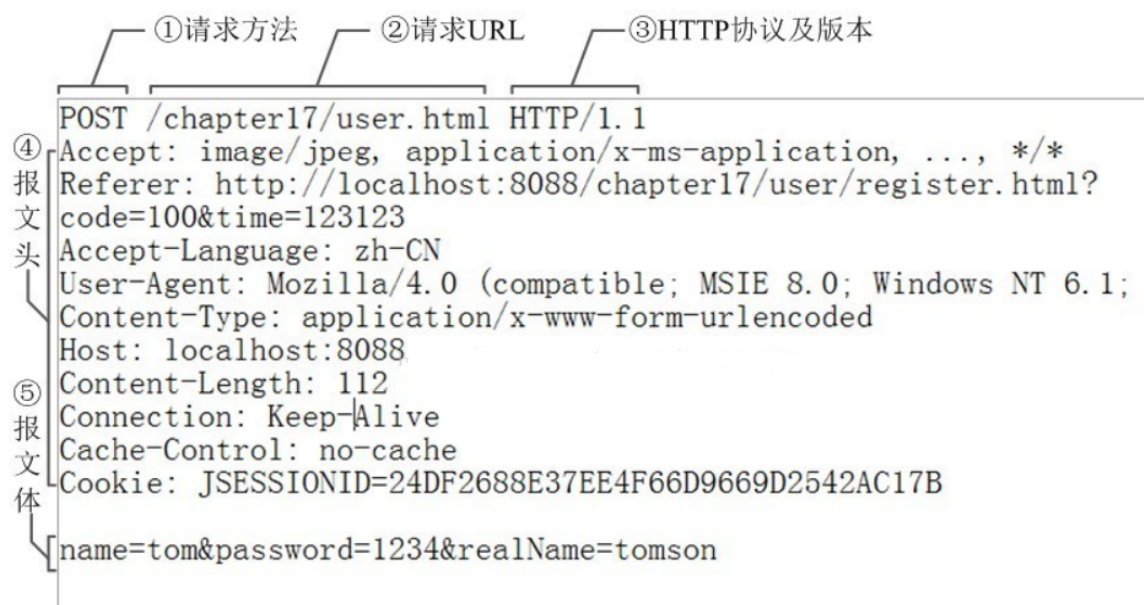 ①请求方法 ②请求URL ③HTTP协议及版本
POST /chapter17/user.html HTTP/1.1
④报文头
Accept: image/jpeg, application/x-ms-application, ..., */*
Referer: http://localhost:8088/chapter17/user/register.html?
code=100&time=123123
Accept-Language: zh-CN
User-Agent: Mozilla/4.0 (compatible; MSIE 8.0; Windows NT 6.1;
Content-Type: application/x-www-form-urlencoded
Host: localhost:8088
Content-Length: 112
Connection: Keep-Alive
Cache-Control: no-cache
Cookie: JSESSIONID=24DF2688E37EE4F66D9669D2542AC17B
⑤报文体
name=tom&password=1234&realName=tomson